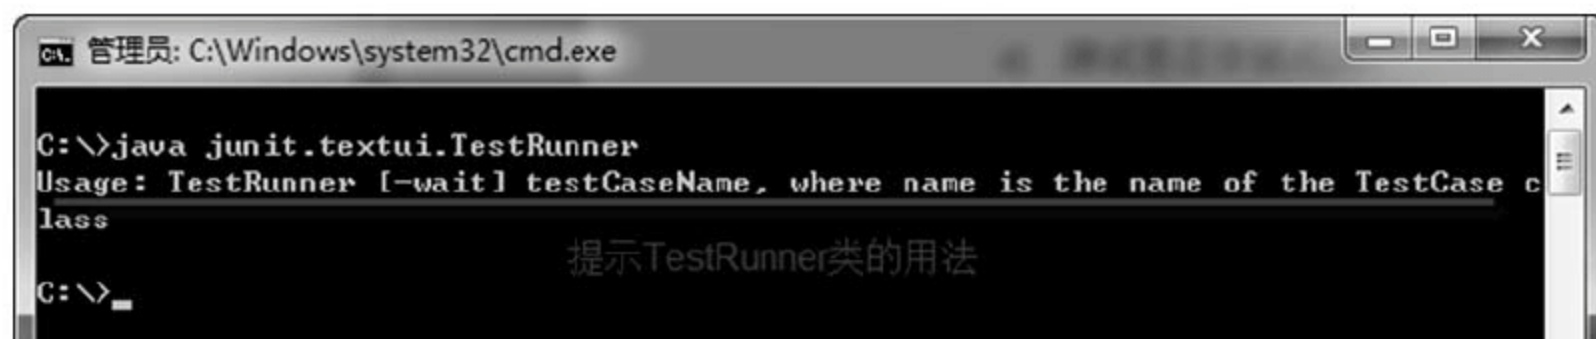 管理员: C:\Windows\system32\cmd.exe
C:\>java junit.textui.TestRunner
Usage: TestRunner [-wait] testCaseName, where name is the name of the TestCase c
lass
提示TestRunner类的用法
C:\>_